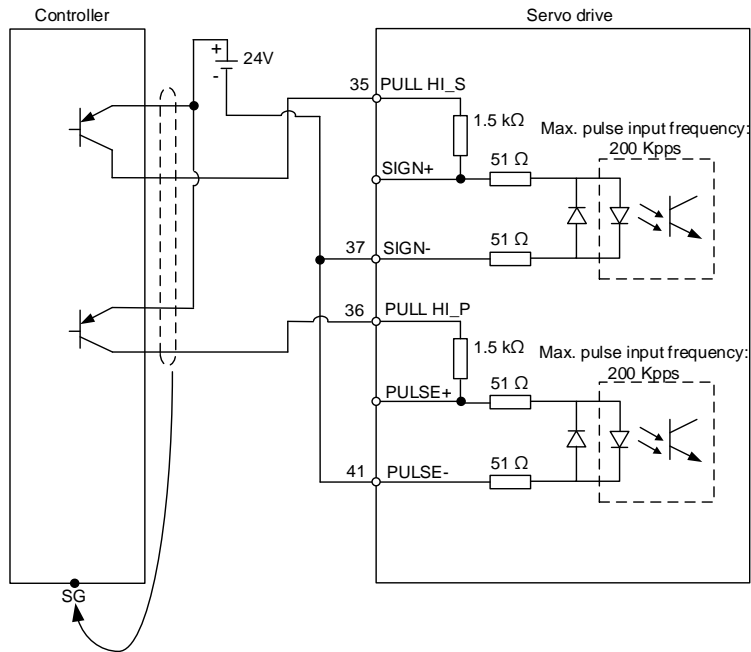 Controller
Servo drive
+
24V
-
35
PULL HI_S
1.5 kΩ
Max. pulse input frequency:
200 Kpps
SIGN+
51 Ω
37
SIGN-
51 Ω
36
PULL HI_P
1.5 kΩ
Max. pulse input frequency:
200 Kpps
PULSE+
51 Ω
41
PULSE-
51 Ω
SG